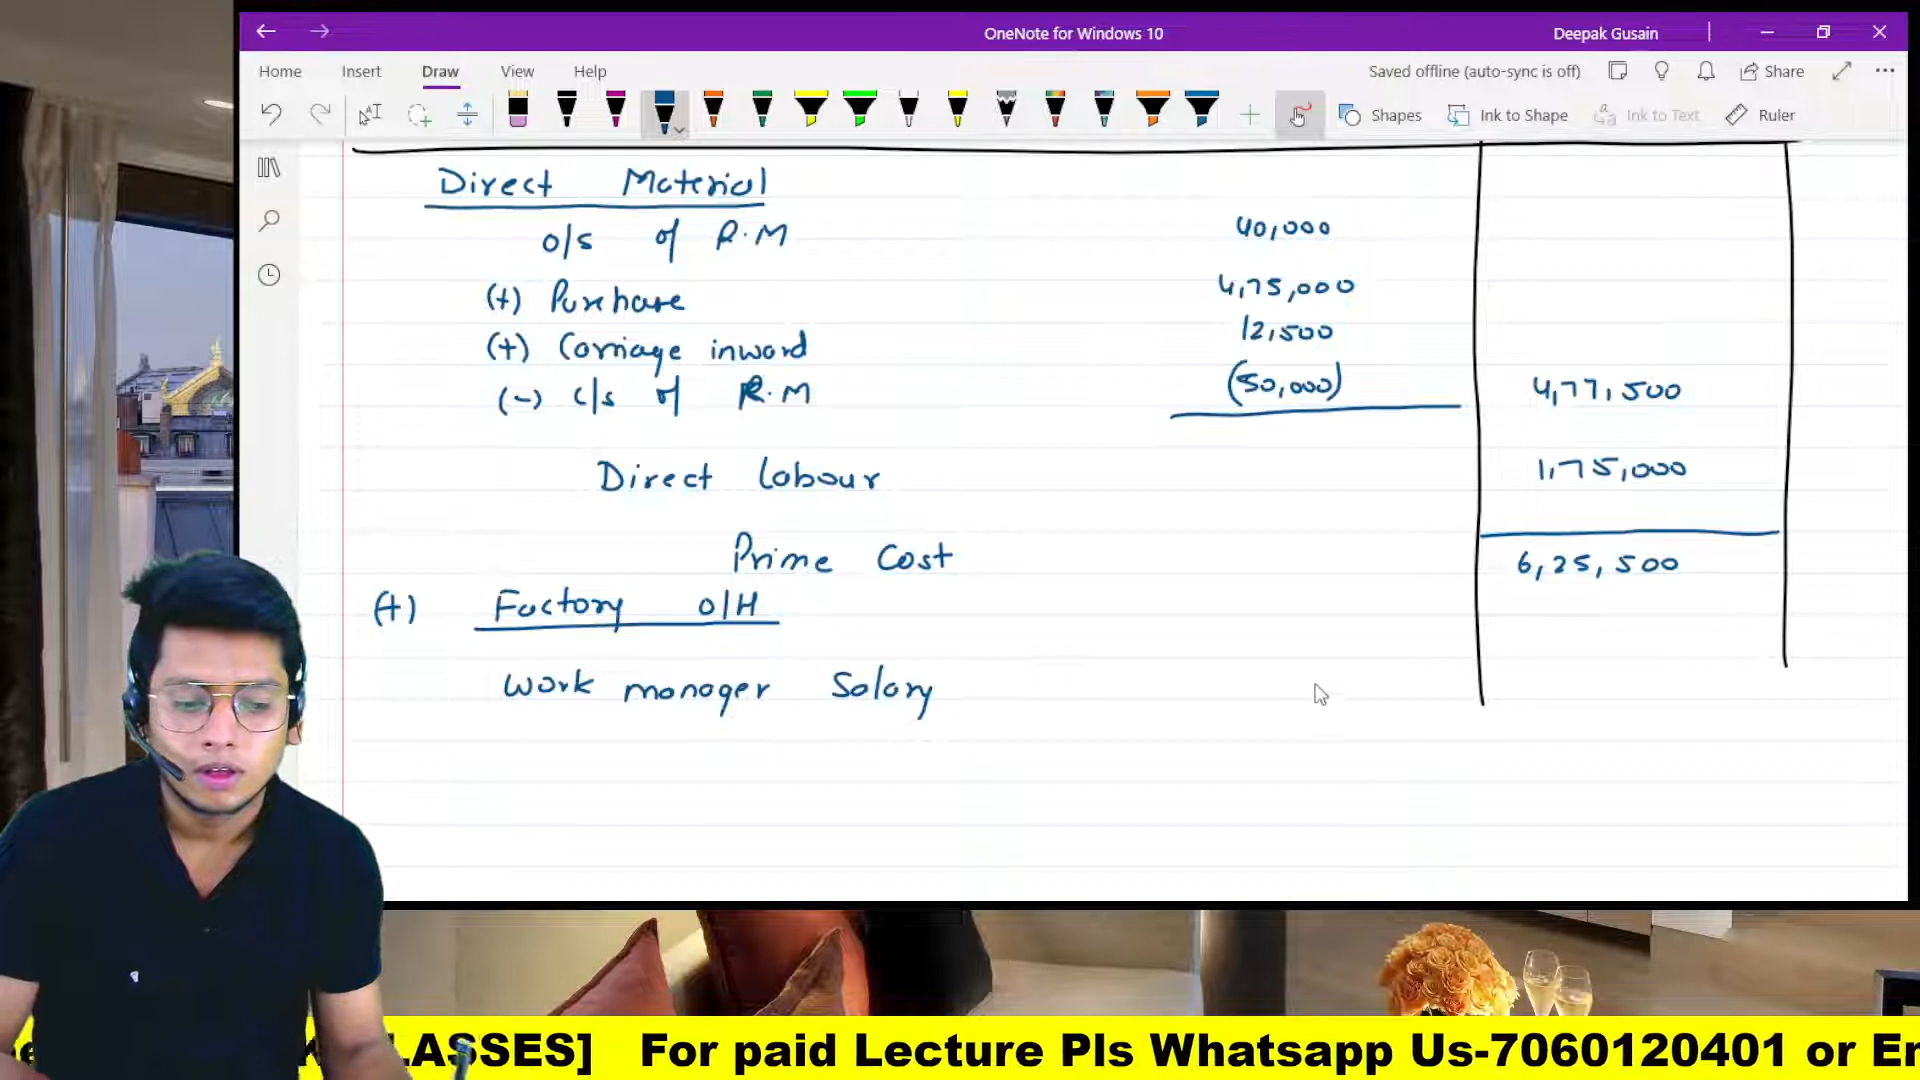 OneNote for Windows 10
Deepak Gusain
Home Insert Draw View Help
Saved offline (auto-sync is off) Share
Shapes Ink to Shape Ink to Text Ruler
Direct Material
o/s of R.M 40,000
(+) Purchase 4,75,000
(+) Carriage inward 12,500
(-) c/s of R.M (50,000) 4,77,500
Direct labour 1,75,000
Prime Cost 6,25,500
(+) Factory O/H
Work manager Salary
LASSES] For paid Lecture Pls Whatsapp Us-7060120401 or